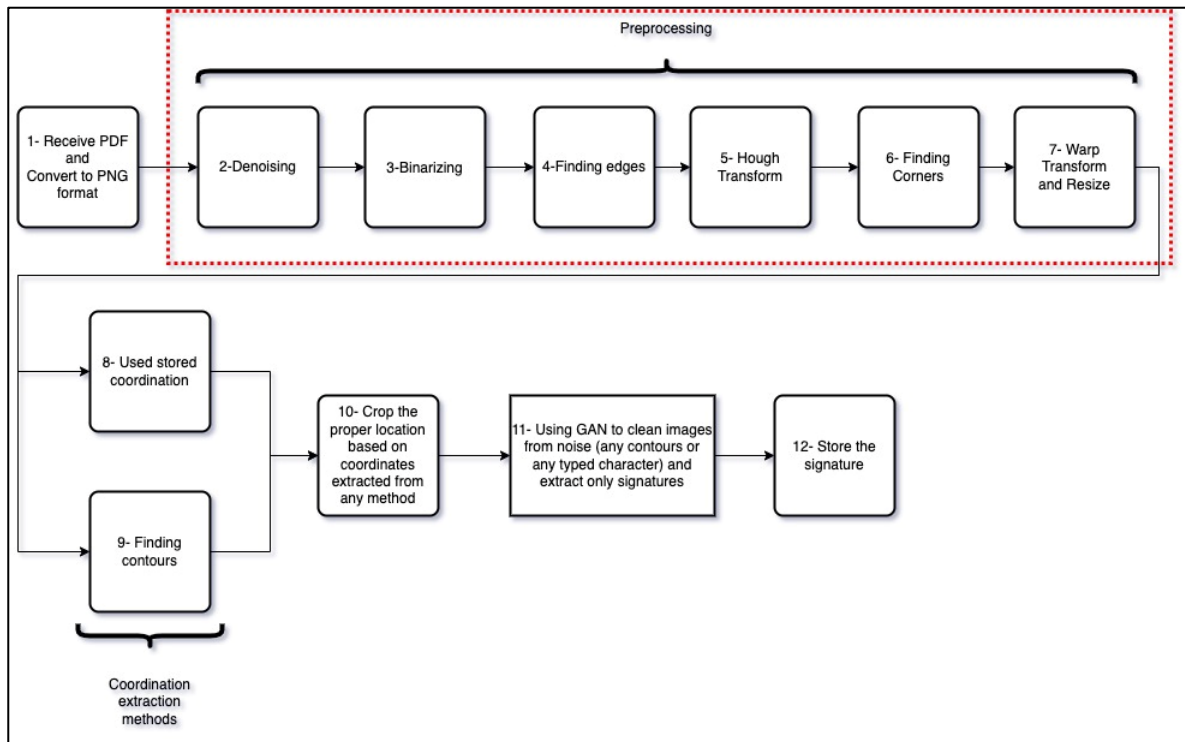 Preprocessing
1- Receive PDF
and
Convert to PNG
format
2-Denoising
3-Binarizing
4-Finding edges
5- Hough
Transform
6- Finding
Corners
7- Warp
Transform
and Resize
8- Used stored
coordination
9- Finding
contours
10- Crop the
proper location
based on
coordinates
extracted from
any method
11- Using GAN to clean images
from noise (any contours or
any typed character) and
extract only signatures
12- Store the
signature
Coordination
extraction
methods